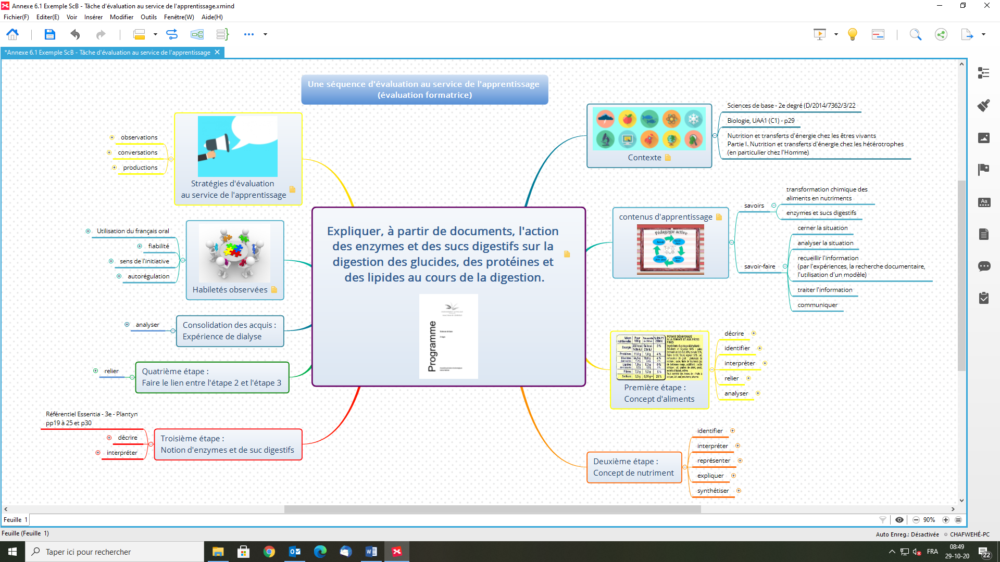 Annexe 6.1 Exemple ScB - Tâche d'évaluation au service de l'apprentissage.xmind
Fichier(F) Editer(E) Voir Insérer Modifier Outils Fenêtre(W) Aide(H)
*Annexe 6.1 Exemple ScB - Tâche d'évaluation au service de l'apprentissage
Une séquence d'évaluation au service de l'apprentissage
(évaluation formatrice)
observations
conversations
productions
Stratégies d'évaluation
au service de l'apprentissage
Contexte
Sciences de base - 2e degré (D/2014/7362/3/22
Biologie, UAA1 (C1) - p29
Nutrition et transferts d'énergie chez les êtres vivants
Partie I. Nutrition et transferts d'énergie chez les hétérotrophes
(en particulier chez l'Homme)
Utilisation du français oral
fiabilité
sens de l'initiative
autorégulation
Habiletés observées
Expliquer, à partir de documents, l'action
des enzymes et des sucs digestifs sur la
digestion des glucides, des protéines et
des lipides au cours de la digestion.
Programme
contenus d'apprentissage
Pédagogie active
savoirs
transformation chimique des
aliments en nutriments
enzymes et sucs digestifs
savoir-faire
cerner la situation
analyser la situation
recueillir l'information
(par l'expériences, la recherche documentaire,
l'utilisation d'un modèle)
traiter l'information
communiquer
analyser
Consolidation des acquis :
Expérience de dialyse
relier
Quatrième étape :
Faire le lien entre l'étape 2 et l'étape 3
Référentiel Essentia - 3e - Plantyn
pp19 à 25 et p30
décrire
interpréter
Troisième étape :
Notion d'enzymes et de suc digestifs
POTAGE DÉSHYDRATÉ
À LA TOMATE ET AUX PÂTES
FINES
Première étape :
Concept d'aliments
décrire
identifier
interpréter
relier
analyser
Deuxième étape :
Concept de nutriment
identifier
interpréter
représenter
expliquer
synthétiser
Feuille 1
90%
Feuille (Feuille 1)
Auto Enreg.: Désactivée
CHAFWEHÉ-PC
Taper ici pour rechercher
FRA
08:49
29-10-20
22